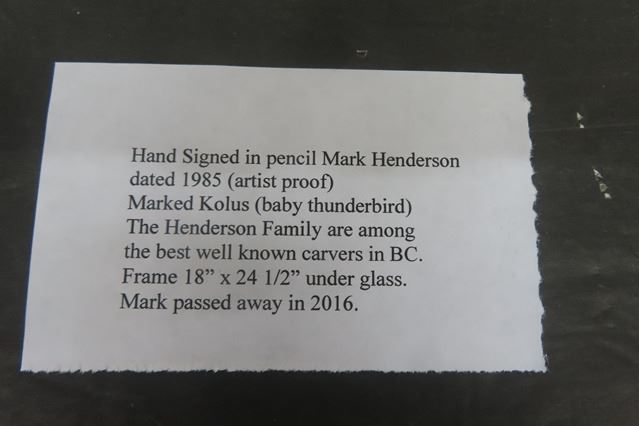 Hand Signed in pencil Mark Henderson
dated 1985 (artist proof)
Marked Kolus (baby thunderbird)
The Henderson Family are among
the best well known carvers in BC.
Frame 18” x 24 1/2” under glass.
Mark passed away in 2016.